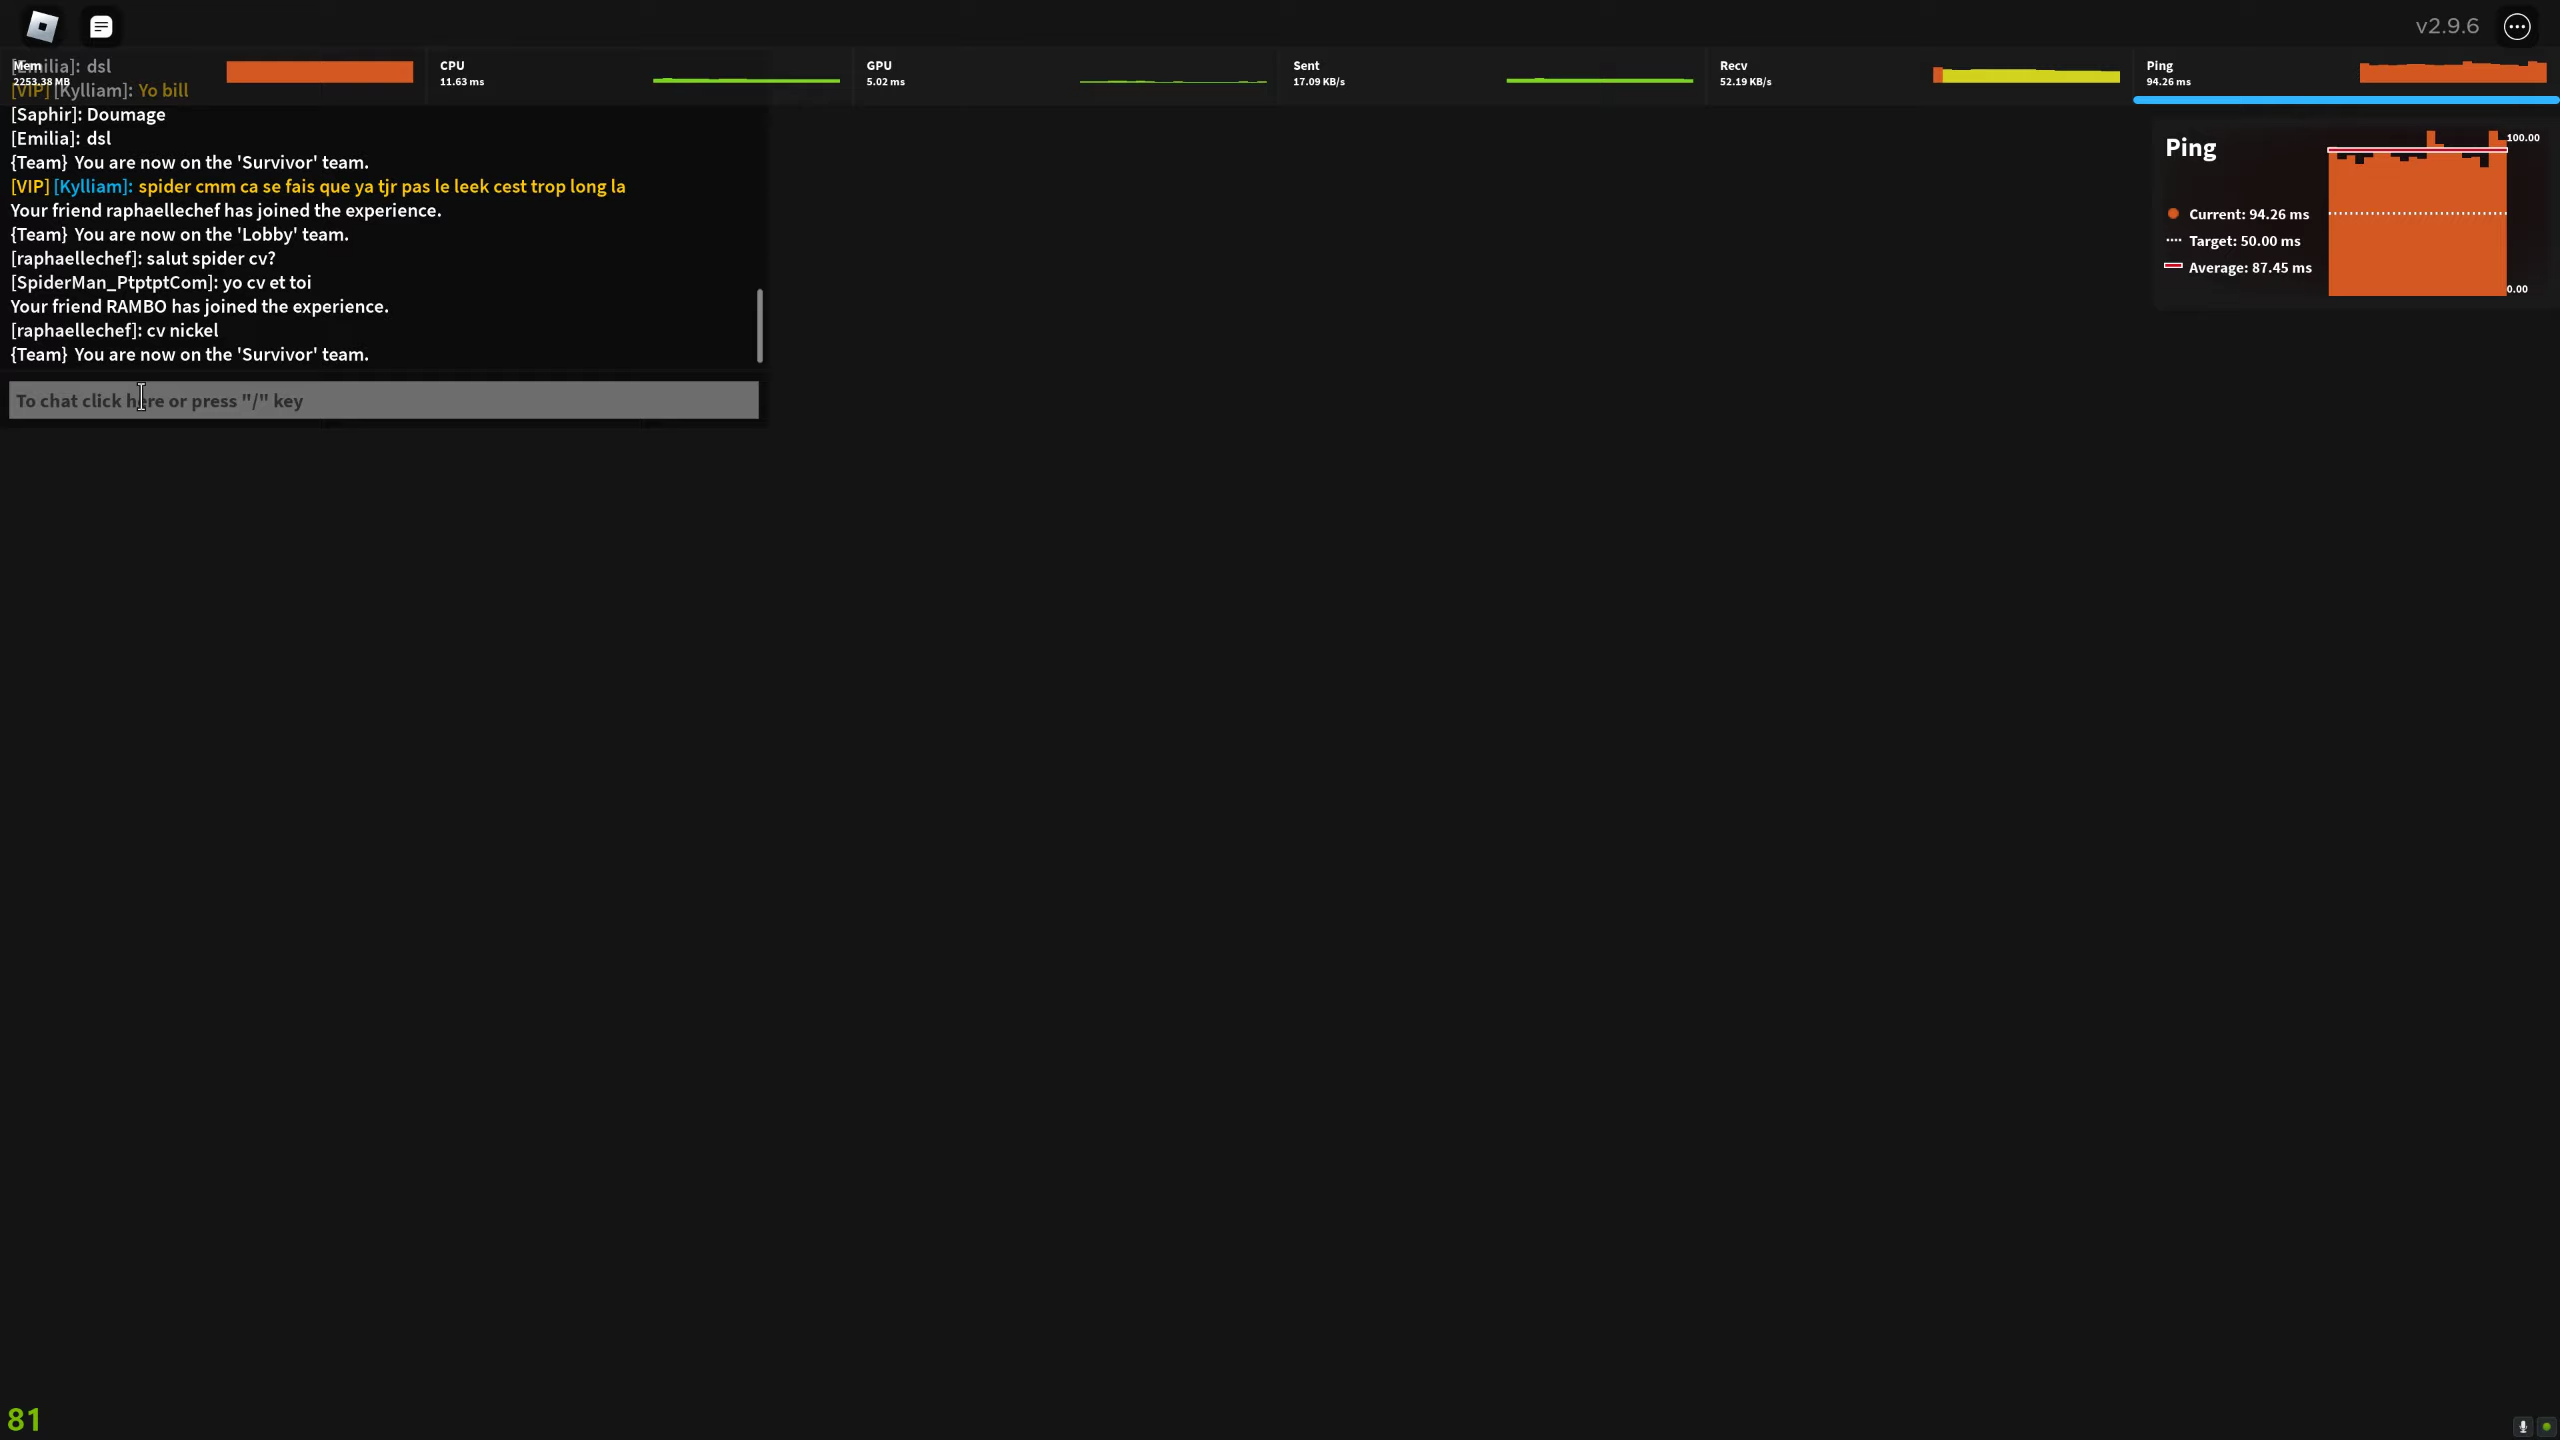 v2.9.6
Mem
2253.38 MB
CPU
11.63 ms
GPU
5.02 ms
Sent
17.09 KB/s
Recv
52.19 KB/s
Ping
94.26 ms
[Emilia]: dsl
[VIP] [Kylliam]: Yo bill
[Saphir]: Doumage
[Emilia]: dsl
{Team} You are now on the 'Survivor' team.
[VIP] [Kylliam]: spider cmm ca se fais que ya tjr pas le leek cest trop long la
Your friend raphaellechef has joined the experience.
{Team} You are now on the 'Lobby' team.
[raphaellechef]: salut spider cv?
[SpiderMan_PtptptCom]: yo cv et toi
Your friend RAMBO has joined the experience.
[raphaellechef]: cv nickel
{Team} You are now on the 'Survivor' team.
To chat click here or press "/" key
Ping
100.00
Current: 94.26 ms
Target: 50.00 ms
Average: 87.45 ms
0.00
81